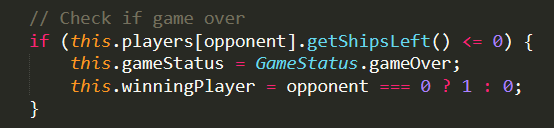 // Check if game over
if (this.players[opponent].getShipsLeft() <= 0) {
    this.gameStatus = GameStatus.gameOver;
    this.winningPlayer = opponent === 0 ? 1 : 0;
}